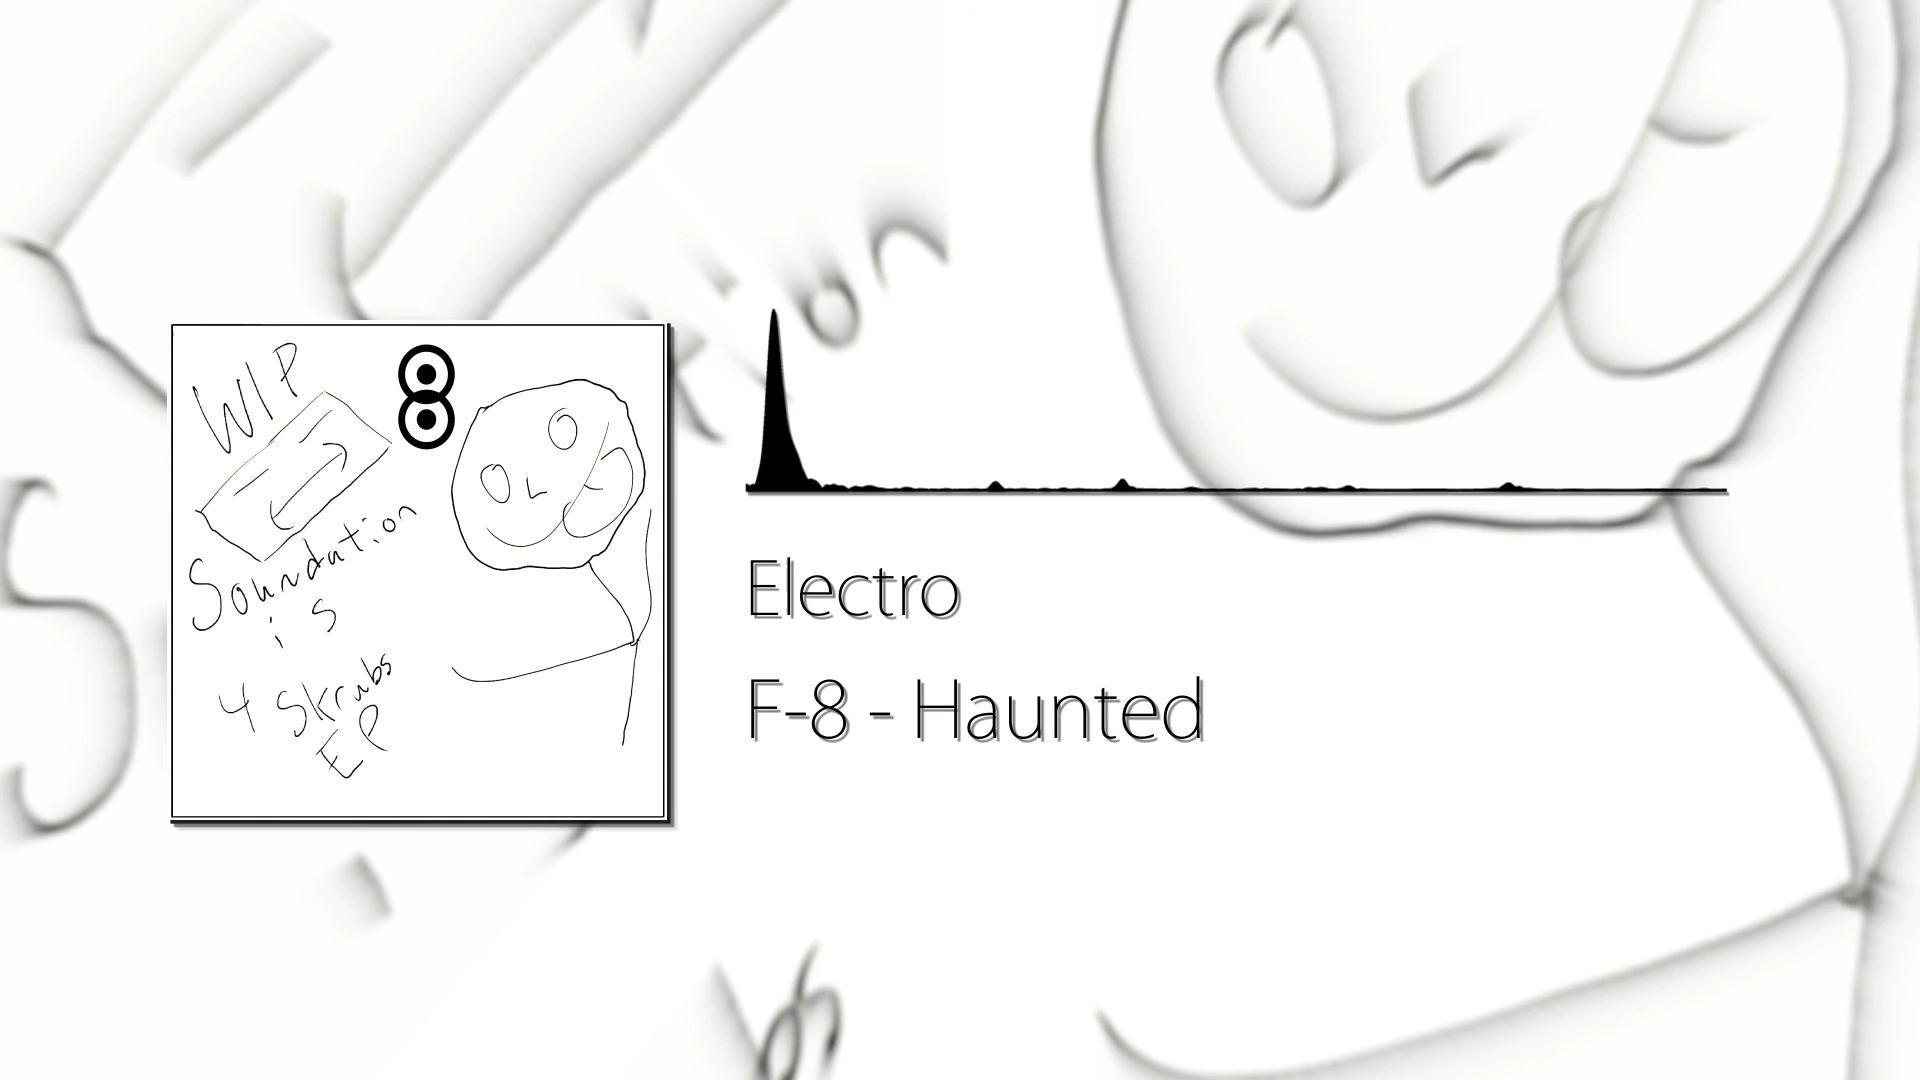 WIP
Soundation
is
4 Skrubs
EP
Electro
F-8 - Haunted